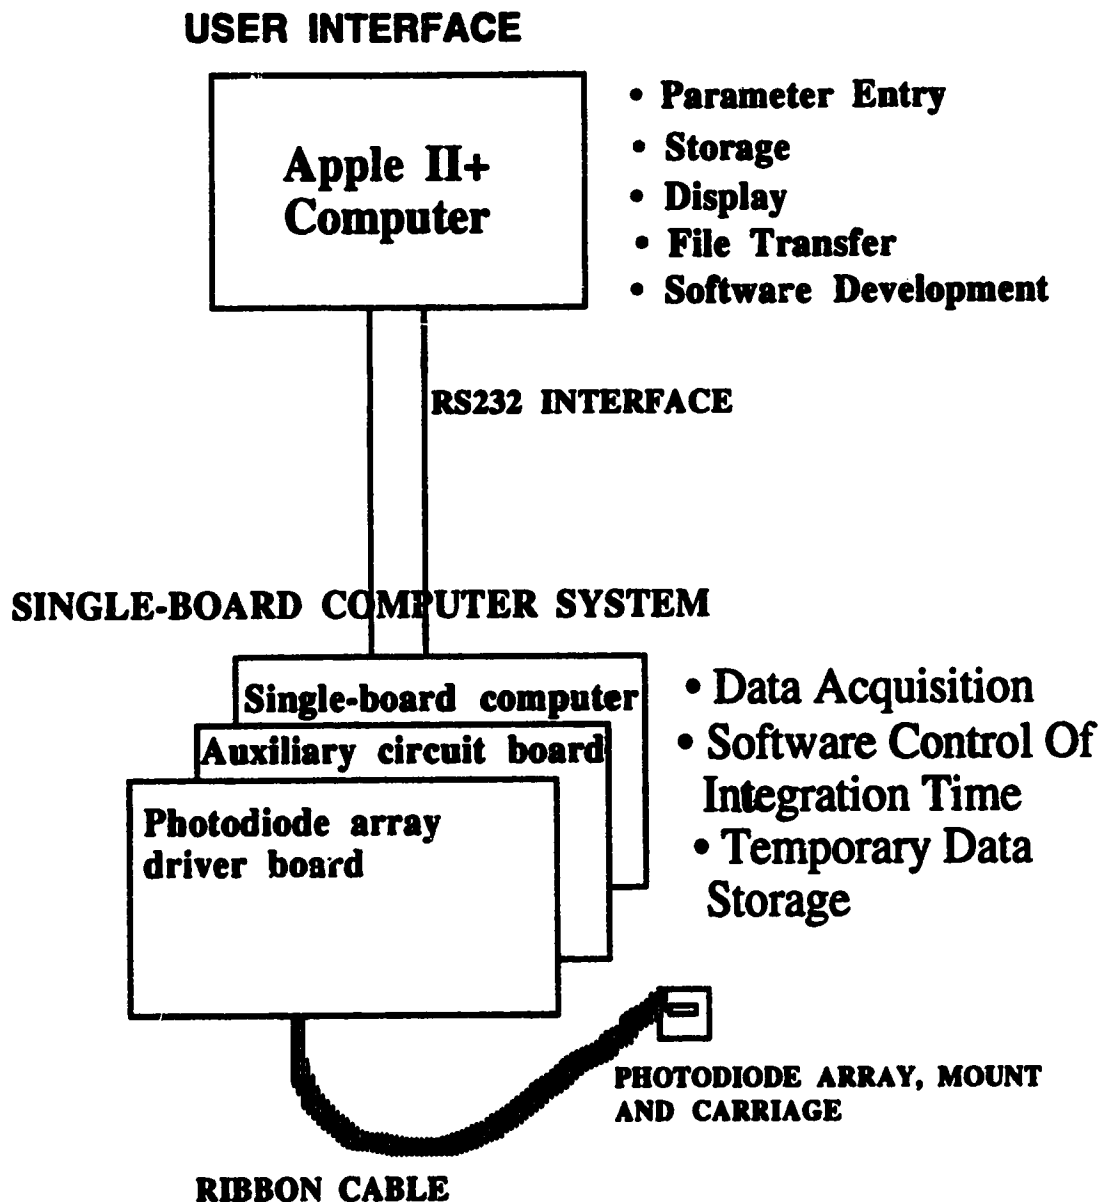 USER INTERFACE
Apple II+
Computer
• Parameter Entry
• Storage
• Display
• File Transfer
• Software Development
RS232 INTERFACE
SINGLE-BOARD COMPUTER SYSTEM
Single-board computer
Auxiliary circuit board
Photodiode array
driver board
• Data Acquisition
• Software Control Of
Integration Time
• Temporary Data
Storage
PHOTODIODE ARRAY, MOUNT
AND CARRIAGE
RIBBON CABLE